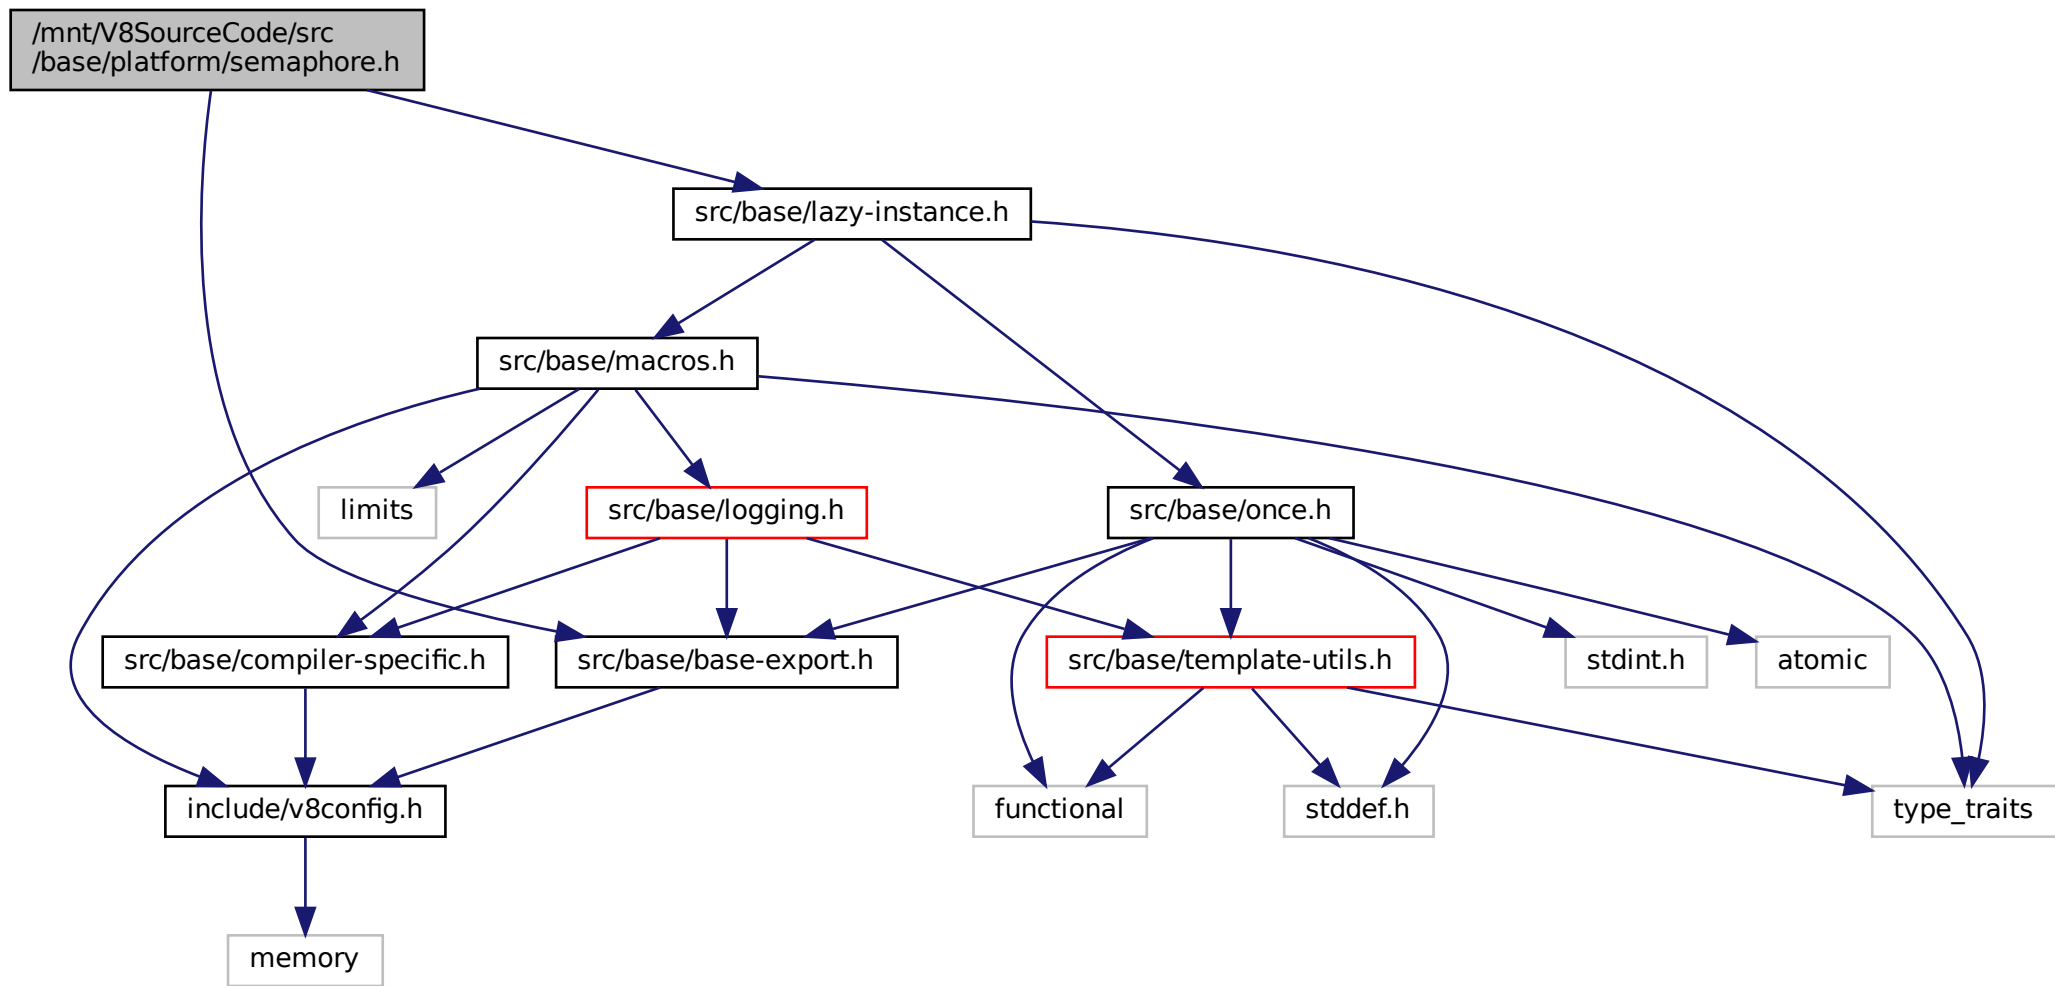 /mnt/V8SourceCode/src
/base/platform/semaphore.h
src/base/lazy-instance.h
src/base/macros.h
limits
src/base/logging.h
src/base/once.h
src/base/compiler-specific.h
src/base/base-export.h
src/base/template-utils.h
stdint.h
atomic
include/v8config.h
functional
stddef.h
type_traits
memory